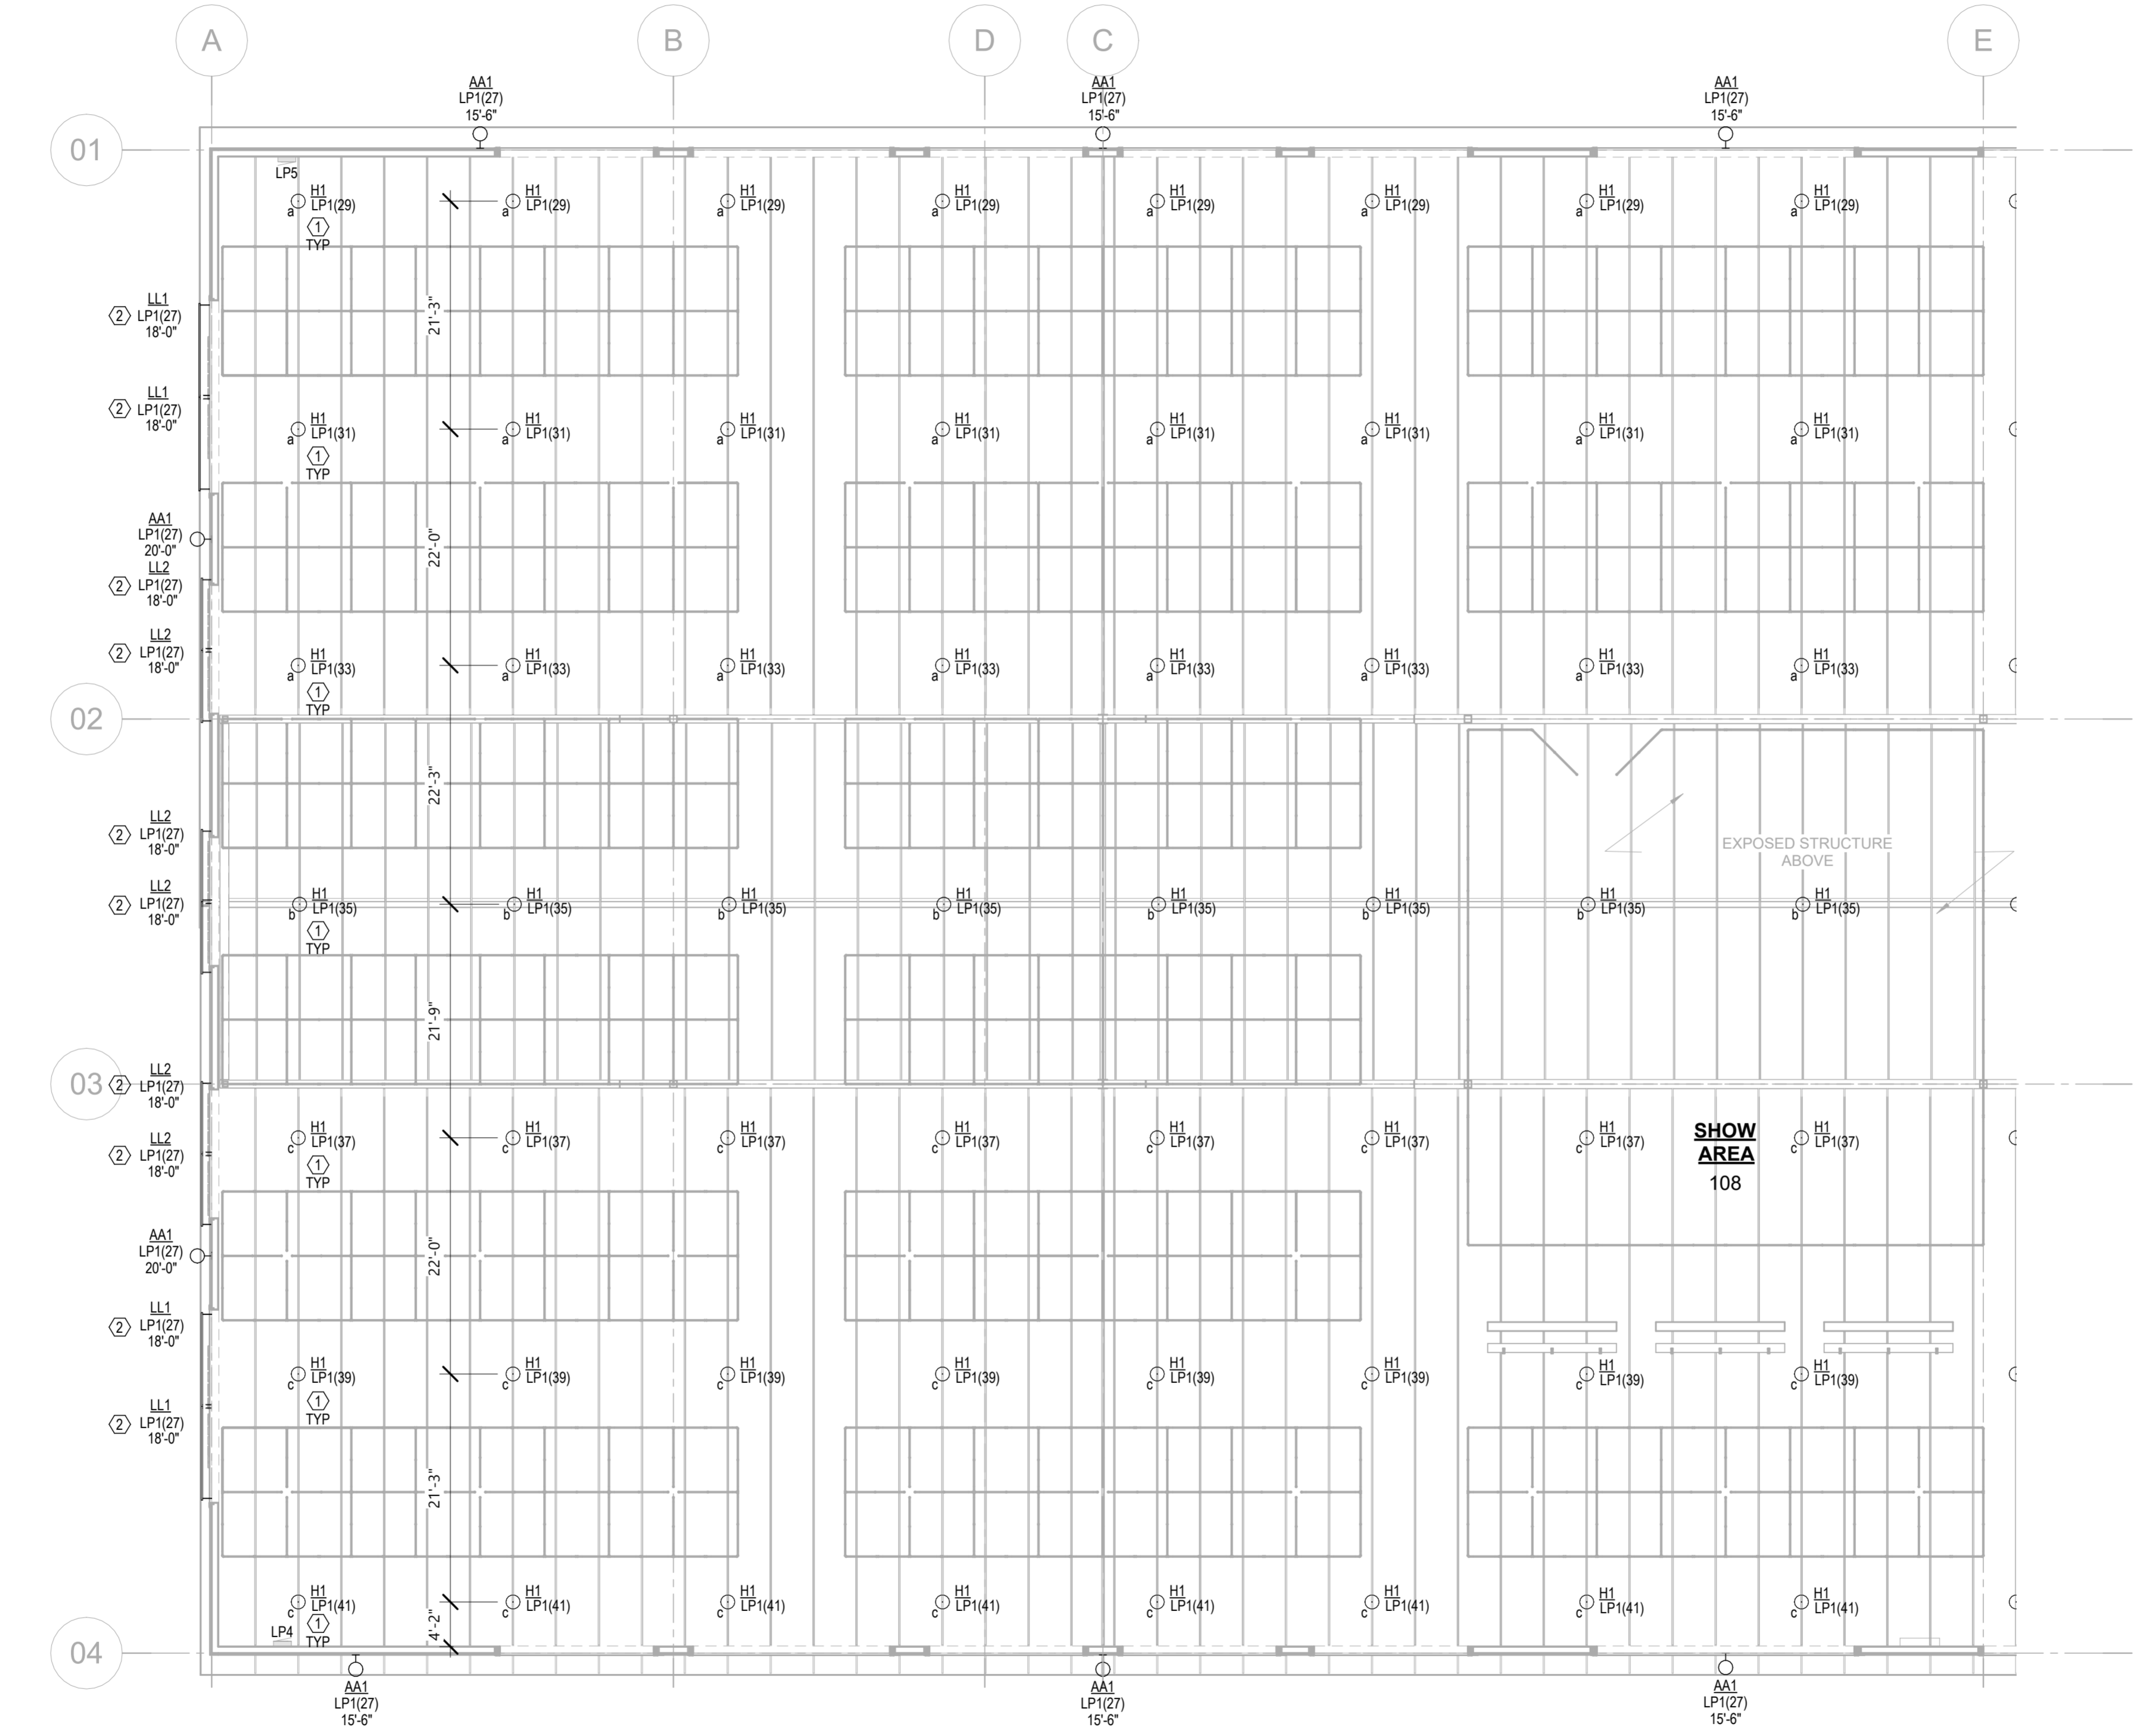 A
B
D
C
E
AA1
LP1(27)
15'-6"
AA1
LP1(27)
15'-6"
AA1
LP1(27)
15'-6"
01
LP5
H1
LP1(29)
a
1
TYP
H1
LP1(29)
a
H1
LP1(29)
a
H1
LP1(29)
a
H1
LP1(29)
a
H1
LP1(29)
a
H1
LP1(29)
a
H1
LP1(29)
a
21'-3"
LL1
2
LP1(27)
18'-0"
LL1
2
LP1(27)
18'-0"
H1
LP1(31)
a
1
TYP
H1
LP1(31)
a
H1
LP1(31)
a
H1
LP1(31)
a
H1
LP1(31)
a
H1
LP1(31)
a
H1
LP1(31)
a
H1
LP1(31)
a
22'-0"
AA1
LP1(27)
20'-0"
LL2
2
LP1(27)
18'-0"
LL2
2
LP1(27)
18'-0"
H1
LP1(33)
a
1
TYP
H1
LP1(33)
a
H1
LP1(33)
a
H1
LP1(33)
a
H1
LP1(33)
a
H1
LP1(33)
a
H1
LP1(33)
a
H1
LP1(33)
a
02
22'-3"
LL2
2
LP1(27)
18'-0"
EXPOSED STRUCTURE
ABOVE
LL2
2
LP1(27)
18'-0"
H1
LP1(35)
b
1
TYP
H1
LP1(35)
b
H1
LP1(35)
b
H1
LP1(35)
b
H1
LP1(35)
b
H1
LP1(35)
b
H1
LP1(35)
b
H1
LP1(35)
b
21'-9"
03
LL2
2
LP1(27)
18'-0"
LL2
2
LP1(27)
18'-0"
H1
LP1(37)
c
1
TYP
H1
LP1(37)
c
H1
LP1(37)
c
H1
LP1(37)
c
H1
LP1(37)
c
H1
LP1(37)
c
H1
LP1(37)
c
SHOW
AREA
108
H1
LP1(37)
c
22'-0"
AA1
LP1(27)
20'-0"
LL1
2
LP1(27)
18'-0"
H1
LP1(39)
c
1
TYP
H1
LP1(39)
c
H1
LP1(39)
c
H1
LP1(39)
c
H1
LP1(39)
c
H1
LP1(39)
c
H1
LP1(39)
c
H1
LP1(39)
c
LL1
2
LP1(27)
18'-0"
21'-3"
H1
LP1(41)
c
1
TYP
H1
LP1(41)
c
H1
LP1(41)
c
H1
LP1(41)
c
H1
LP1(41)
c
H1
LP1(41)
c
H1
LP1(41)
c
H1
LP1(41)
c
4'-2"
LP4
04
AA1
LP1(27)
15'-6"
AA1
LP1(27)
15'-6"
AA1
LP1(27)
15'-6"